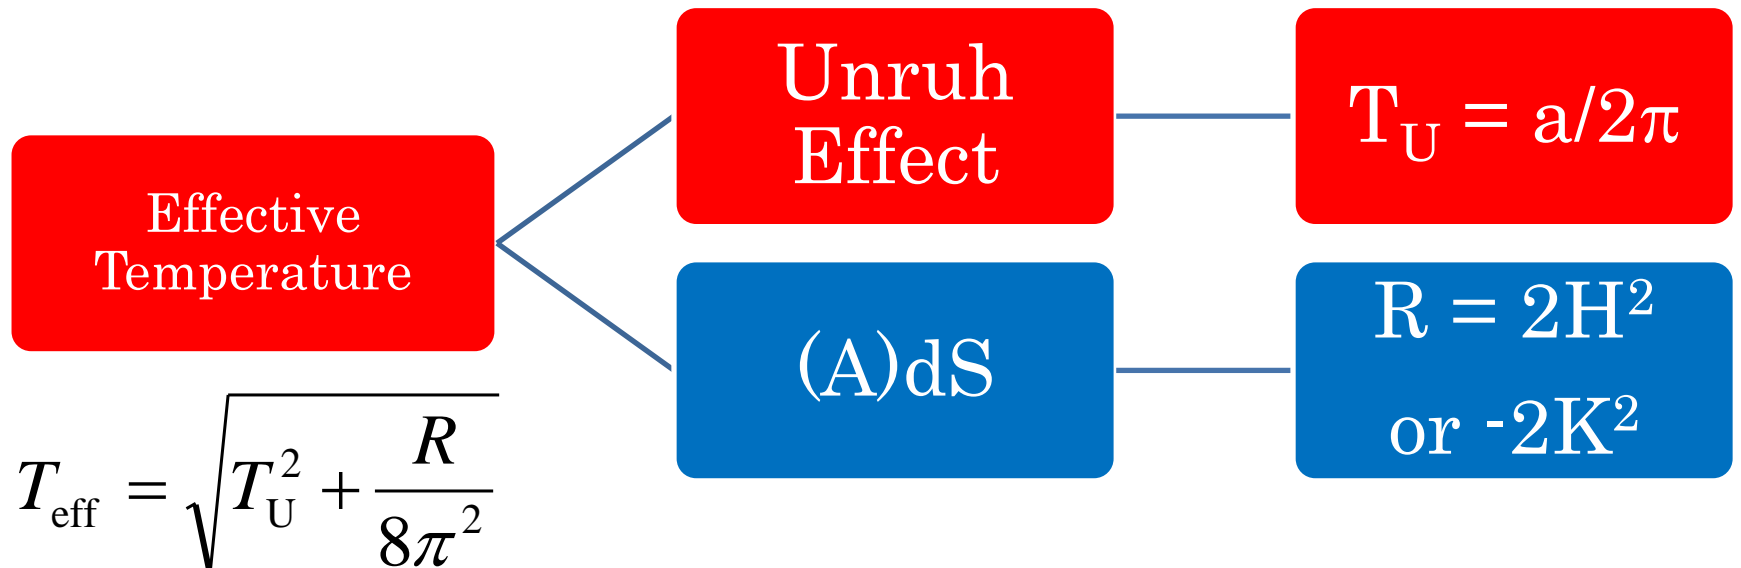 Effective
Temperature
Unruh
Effect
T_U = a/2π
(A)dS
R = 2H²
or -2K²
T_eff = √(T_U² + R/8π²)